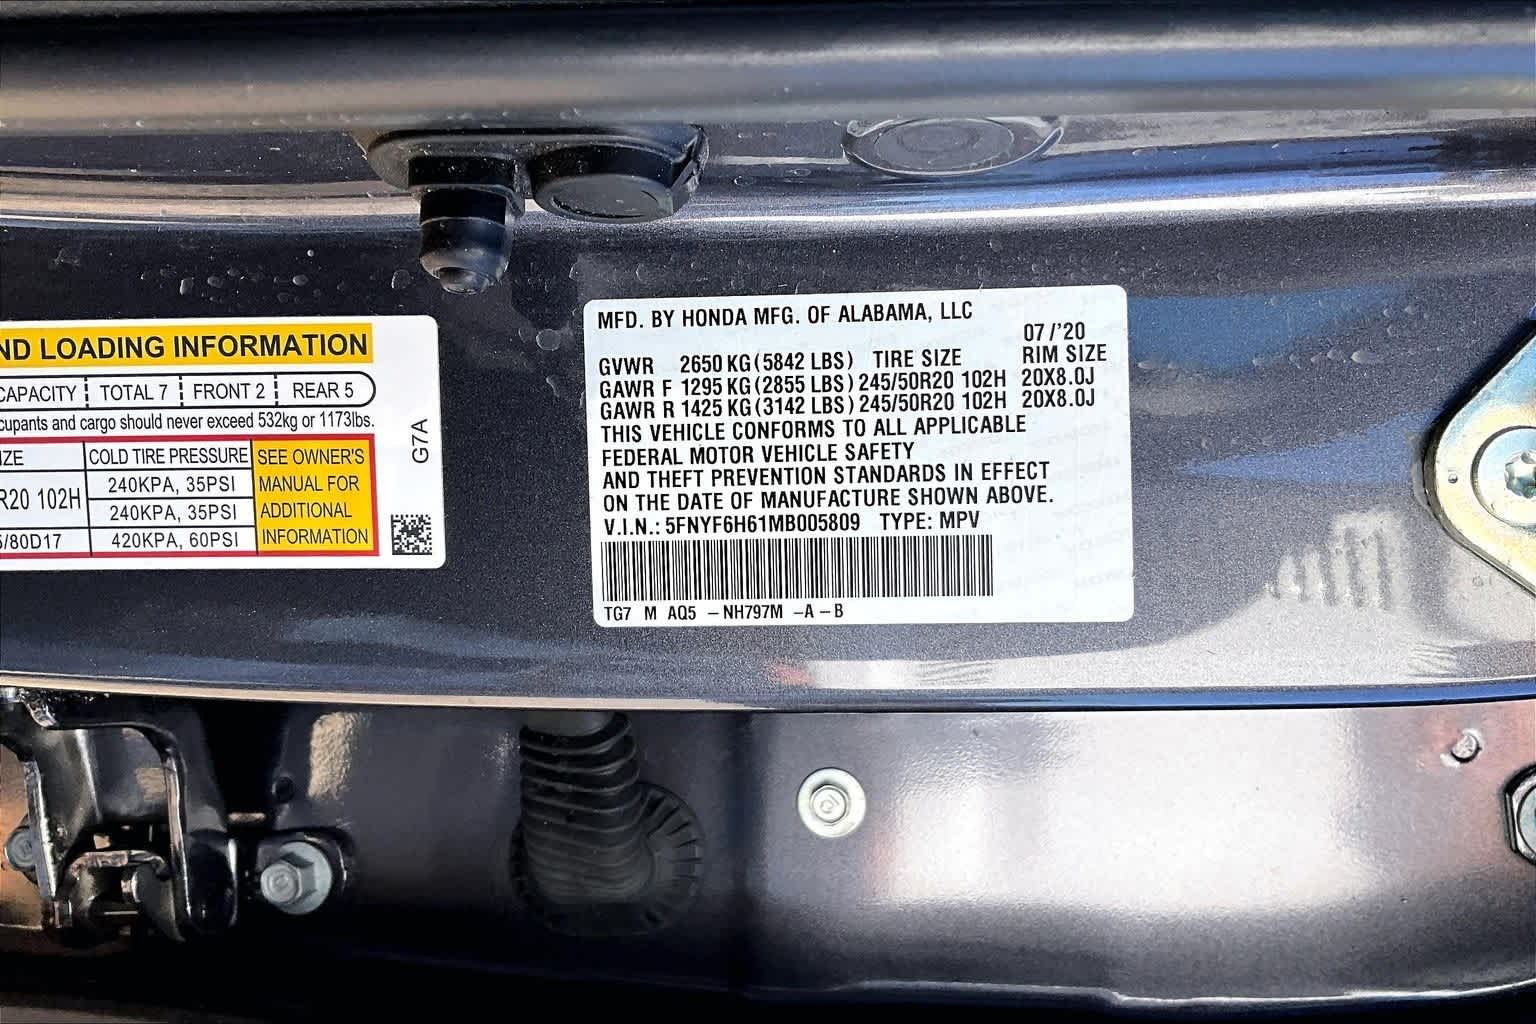 ND LOADING INFORMATION
CAPACITY TOTAL 7 FRONT 2 REAR 5
cupants and cargo should never exceed 532kg or 1173lbs.
IZE COLD TIRE PRESSURE SEE OWNER'S
R20 102H 240KPA, 35PSI MANUAL FOR
240KPA, 35PSI ADDITIONAL
5/80D17 420KPA, 60PSI INFORMATION
G7A
MFD. BY HONDA MFG. OF ALABAMA, LLC
07/'20
GVWR 2650 KG (5842 LBS) TIRE SIZE RIM SIZE
GAWR F 1295 KG (2855 LBS) 245/50R20 102H 20X8.0J
GAWR R 1425 KG (3142 LBS) 245/50R20 102H 20X8.0J
THIS VEHICLE CONFORMS TO ALL APPLICABLE
FEDERAL MOTOR VEHICLE SAFETY
AND THEFT PREVENTION STANDARDS IN EFFECT
ON THE DATE OF MANUFACTURE SHOWN ABOVE.
V.I.N.: 5FNYF6H61MB005809 TYPE: MPV
TG7 M AQ5 -NH797M -A-B